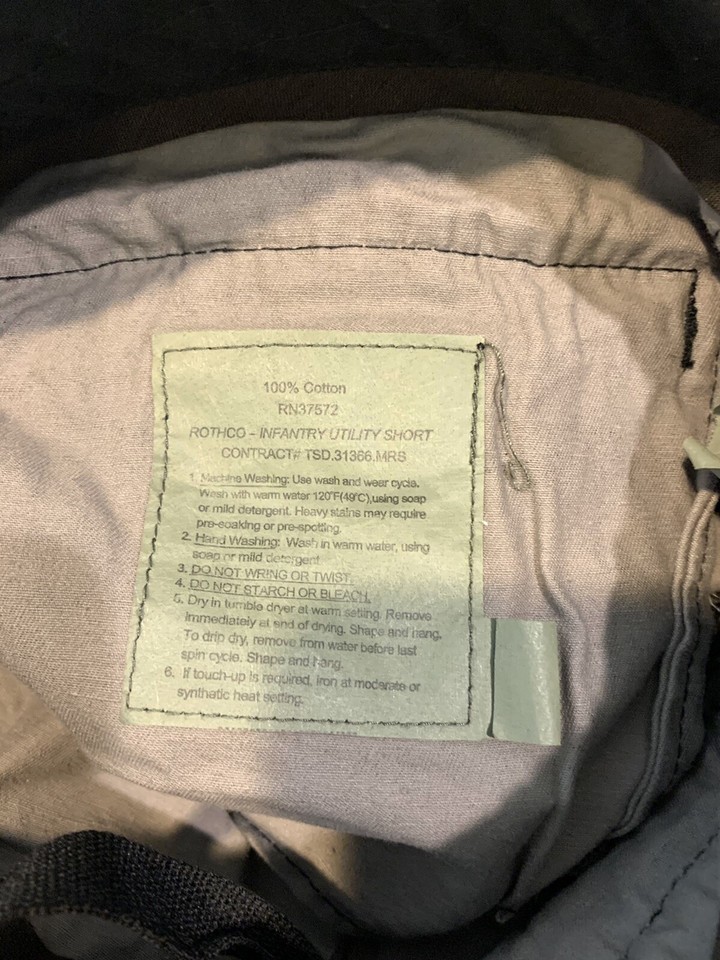 100% Cotton
RN37572
ROTHCO - INFANTRY UTILITY SHORT
CONTRACT# TSD.31366.MRS
1. Machine Washing: Use wash and wear cycle.
Wash with warm water 120°F(49°C),using soap
or mild detergent. Heavy stains may require
pre-soaking or pre-spotting.
2. Hand Washing: Wash in warm water, using
soap or mild detergent
3. DO NOT WRING OR TWIST.
4. DO NOT STARCH OR BLEACH.
5. Dry in tumble dryer at warm setting. Remove
immediately at end of drying. Shape and hang.
To drip dry, remove from water before last
spin cycle. Shape and hang.
6. If touch-up is required, iron at moderate or
synthetic heat setting.